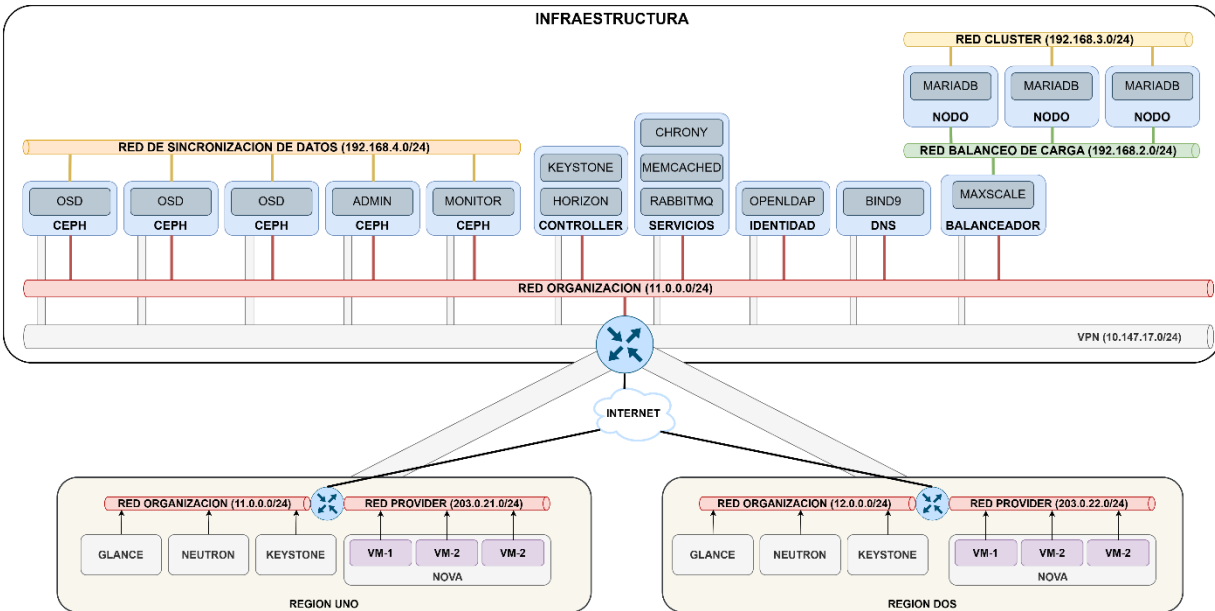 INFRAESTRUCTURA
RED CLUSTER (192.168.3.0/24)
MARIADB
NODO
MARIADB
NODO
MARIADB
NODO
RED BALANCEO DE CARGA (192.168.2.0/24)
RED DE SINCRONIZACION DE DATOS (192.168.4.0/24)
OSD
CEPH
OSD
CEPH
OSD
CEPH
ADMIN
CEPH
MONITOR
CEPH
KEYSTONE
HORIZON
CONTROLLER
CHRONY
MEMCACHED
RABBITMQ
SERVICIOS
OPENLDAP
IDENTIDAD
BIND9
DNS
MAXSCALE
BALANCEADOR
RED ORGANIZACION (11.0.0.0/24)
VPN (10.147.17.0/24)
INTERNET
RED ORGANIZACION (11.0.0.0/24)
RED PROVIDER (203.0.21.0/24)
GLANCE
NEUTRON
KEYSTONE
VM-1
VM-2
VM-2
NOVA
REGION UNO
RED ORGANIZACION (12.0.0.0/24)
RED PROVIDER (203.0.22.0/24)
GLANCE
NEUTRON
KEYSTONE
VM-1
VM-2
VM-2
NOVA
REGION DOS